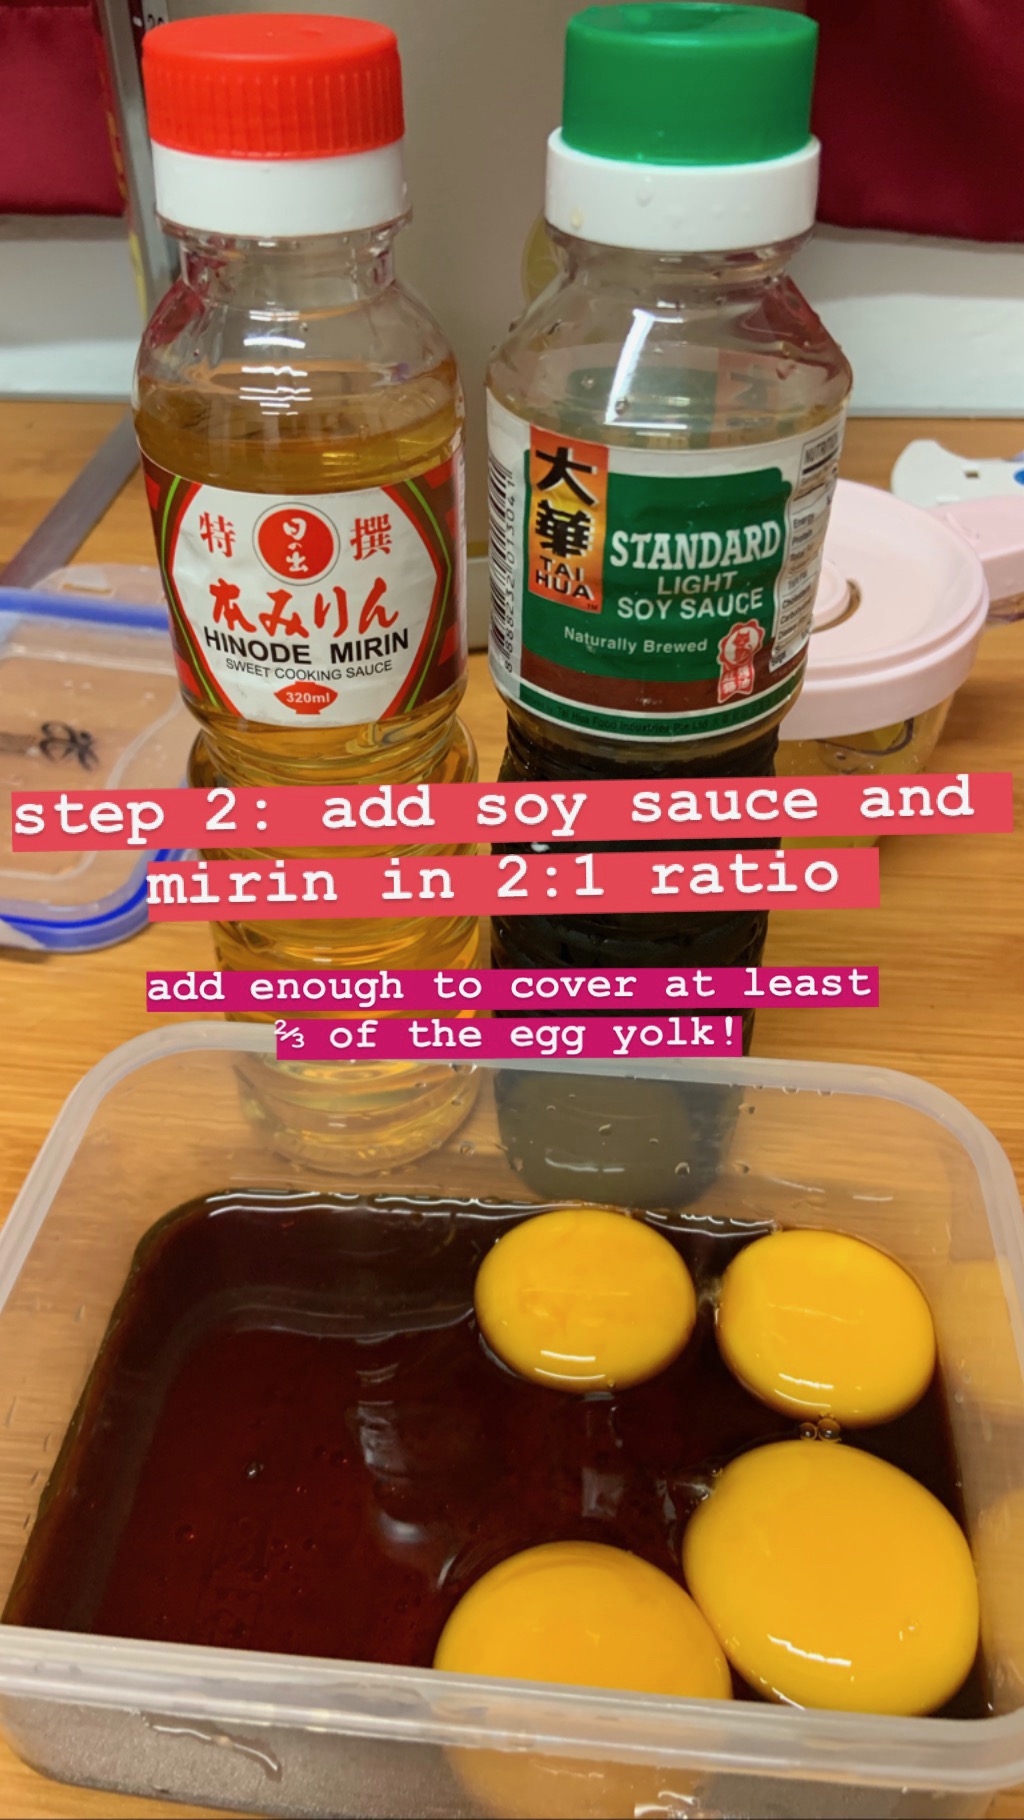 特 日の出 撰
本みりん
HINODE MIRIN
SWEET COOKING SAUCE
320ml
大華
TAI
HUA
STANDARD
LIGHT
SOY SAUCE
Naturally Brewed
step 2: add soy sauce and
mirin in 2:1 ratio
add enough to cover at least
⅔ of the egg yolk!